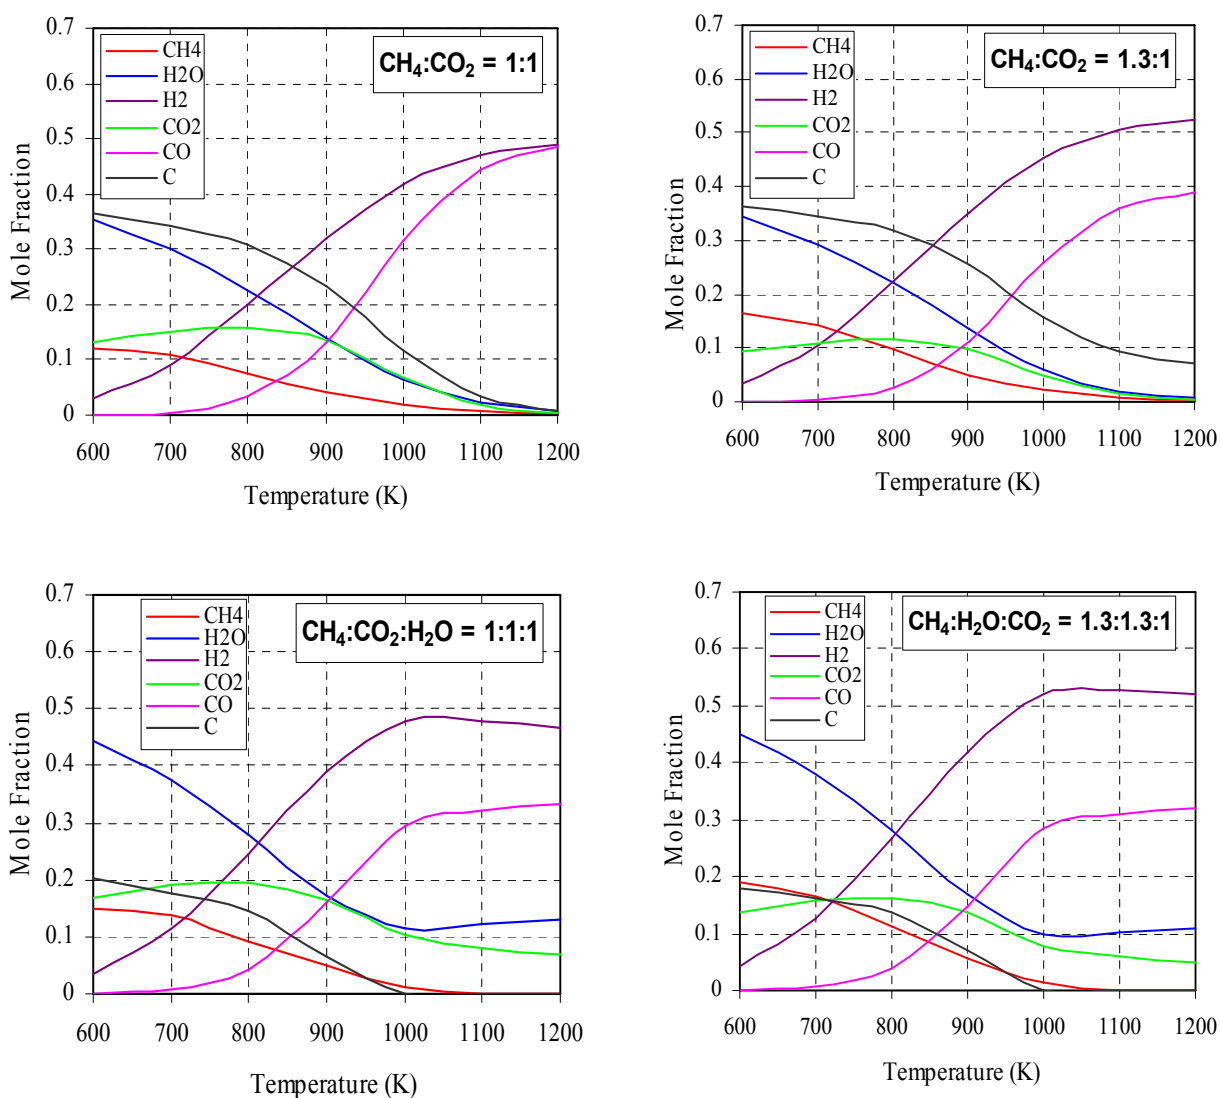 CH4:CO2 = 1:1
CH4
H2O
H2
CO2
CO
C
Mole Fraction
0.7
0.6
0.5
0.4
0.3
0.2
0.1
0
600 700 800 900 1000 1100 1200
Temperature (K)
CH4:CO2 = 1.3:1
CH4
H2O
H2
CO2
CO
C
Mole Fraction
0.7
0.6
0.5
0.4
0.3
0.2
0.1
0
600 700 800 900 1000 1100 1200
Temperature (K)
CH4:CO2:H2O = 1:1:1
CH4
H2O
H2
CO2
CO
C
Mole Fraction
0.7
0.6
0.5
0.4
0.3
0.2
0.1
0
600 700 800 900 1000 1100 1200
Temperature (K)
CH4:H2O:CO2 = 1.3:1.3:1
CH4
H2O
H2
CO2
CO
C
Mole Fraction
0.7
0.6
0.5
0.4
0.3
0.2
0.1
0
600 700 800 900 1000 1100 1200
Temperature (K)